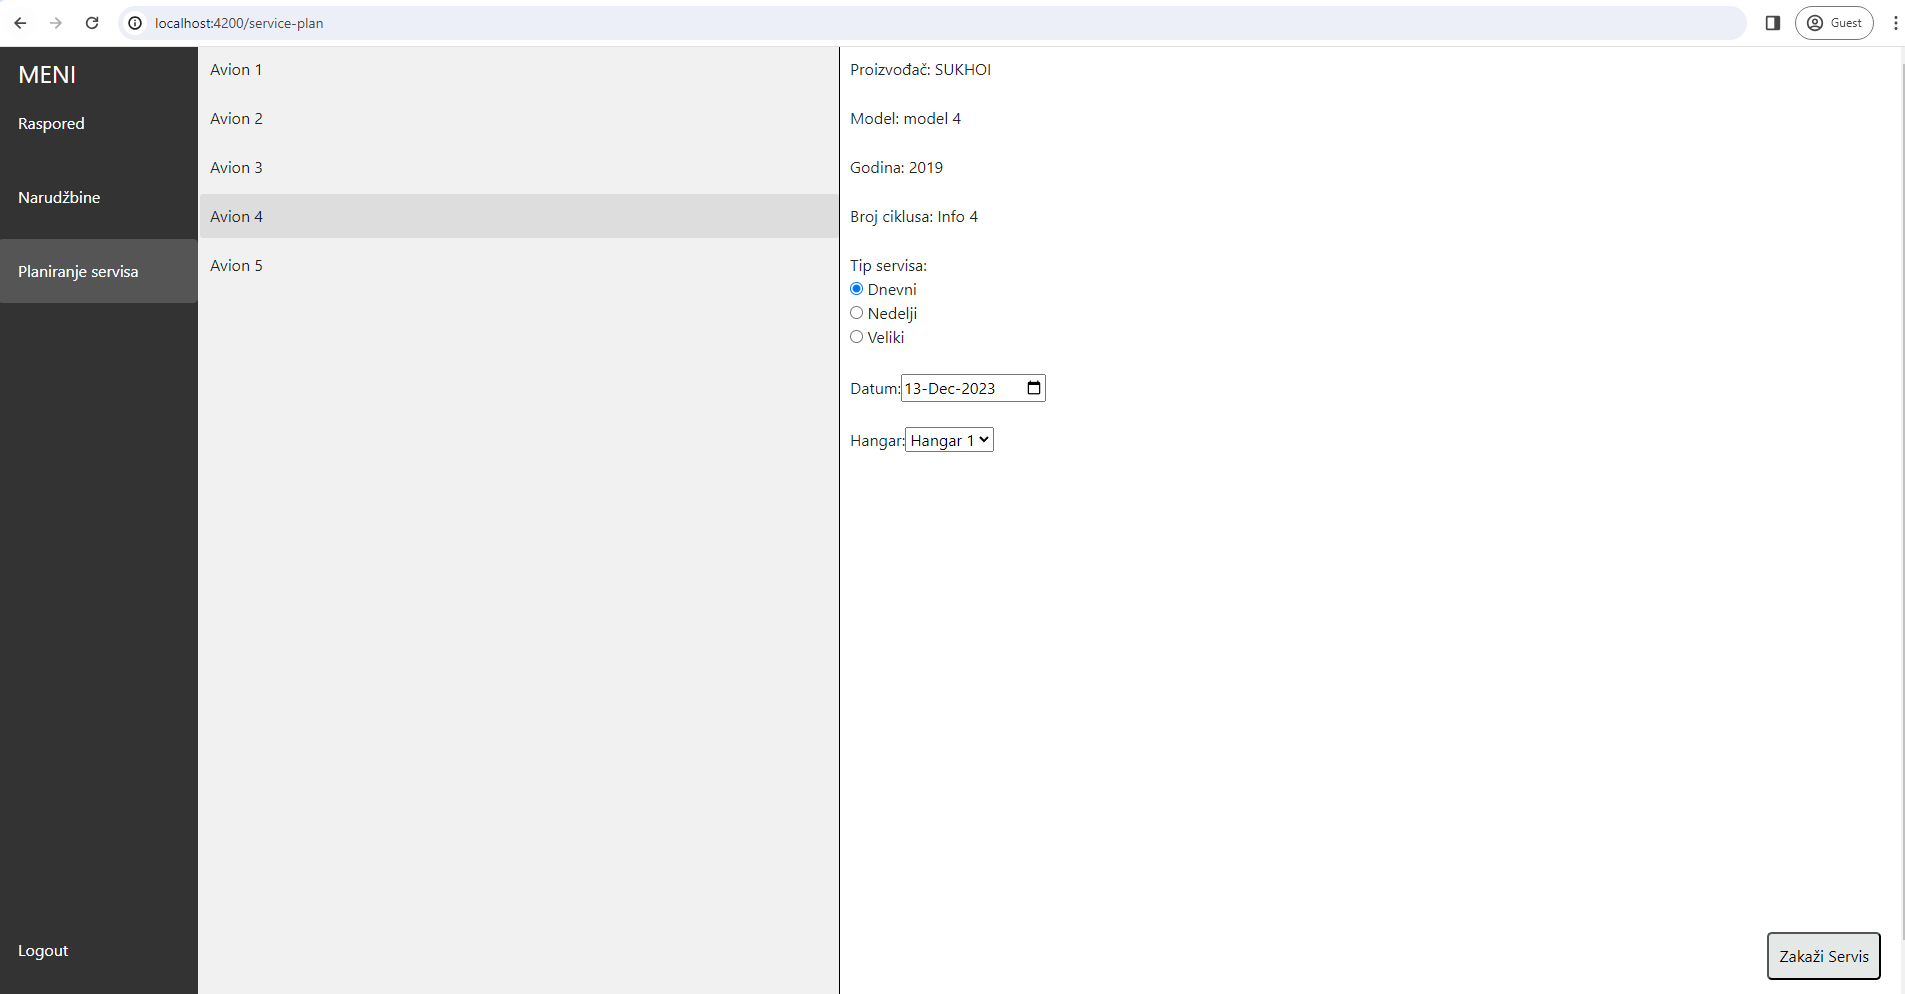 localhost:4200/service-plan
Guest
MENI
Raspored
Narudžbine
Planiranje servisa
Logout
Avion 1
Avion 2
Avion 3
Avion 4
Avion 5
Proizvođač: SUKHOI
Model: model 4
Godina: 2019
Broj ciklusa: Info 4
Tip servisa:
Dnevni
Nedelji
Veliki
Datum: 13-Dec-2023
Hangar: Hangar 1
Zakaži Servis